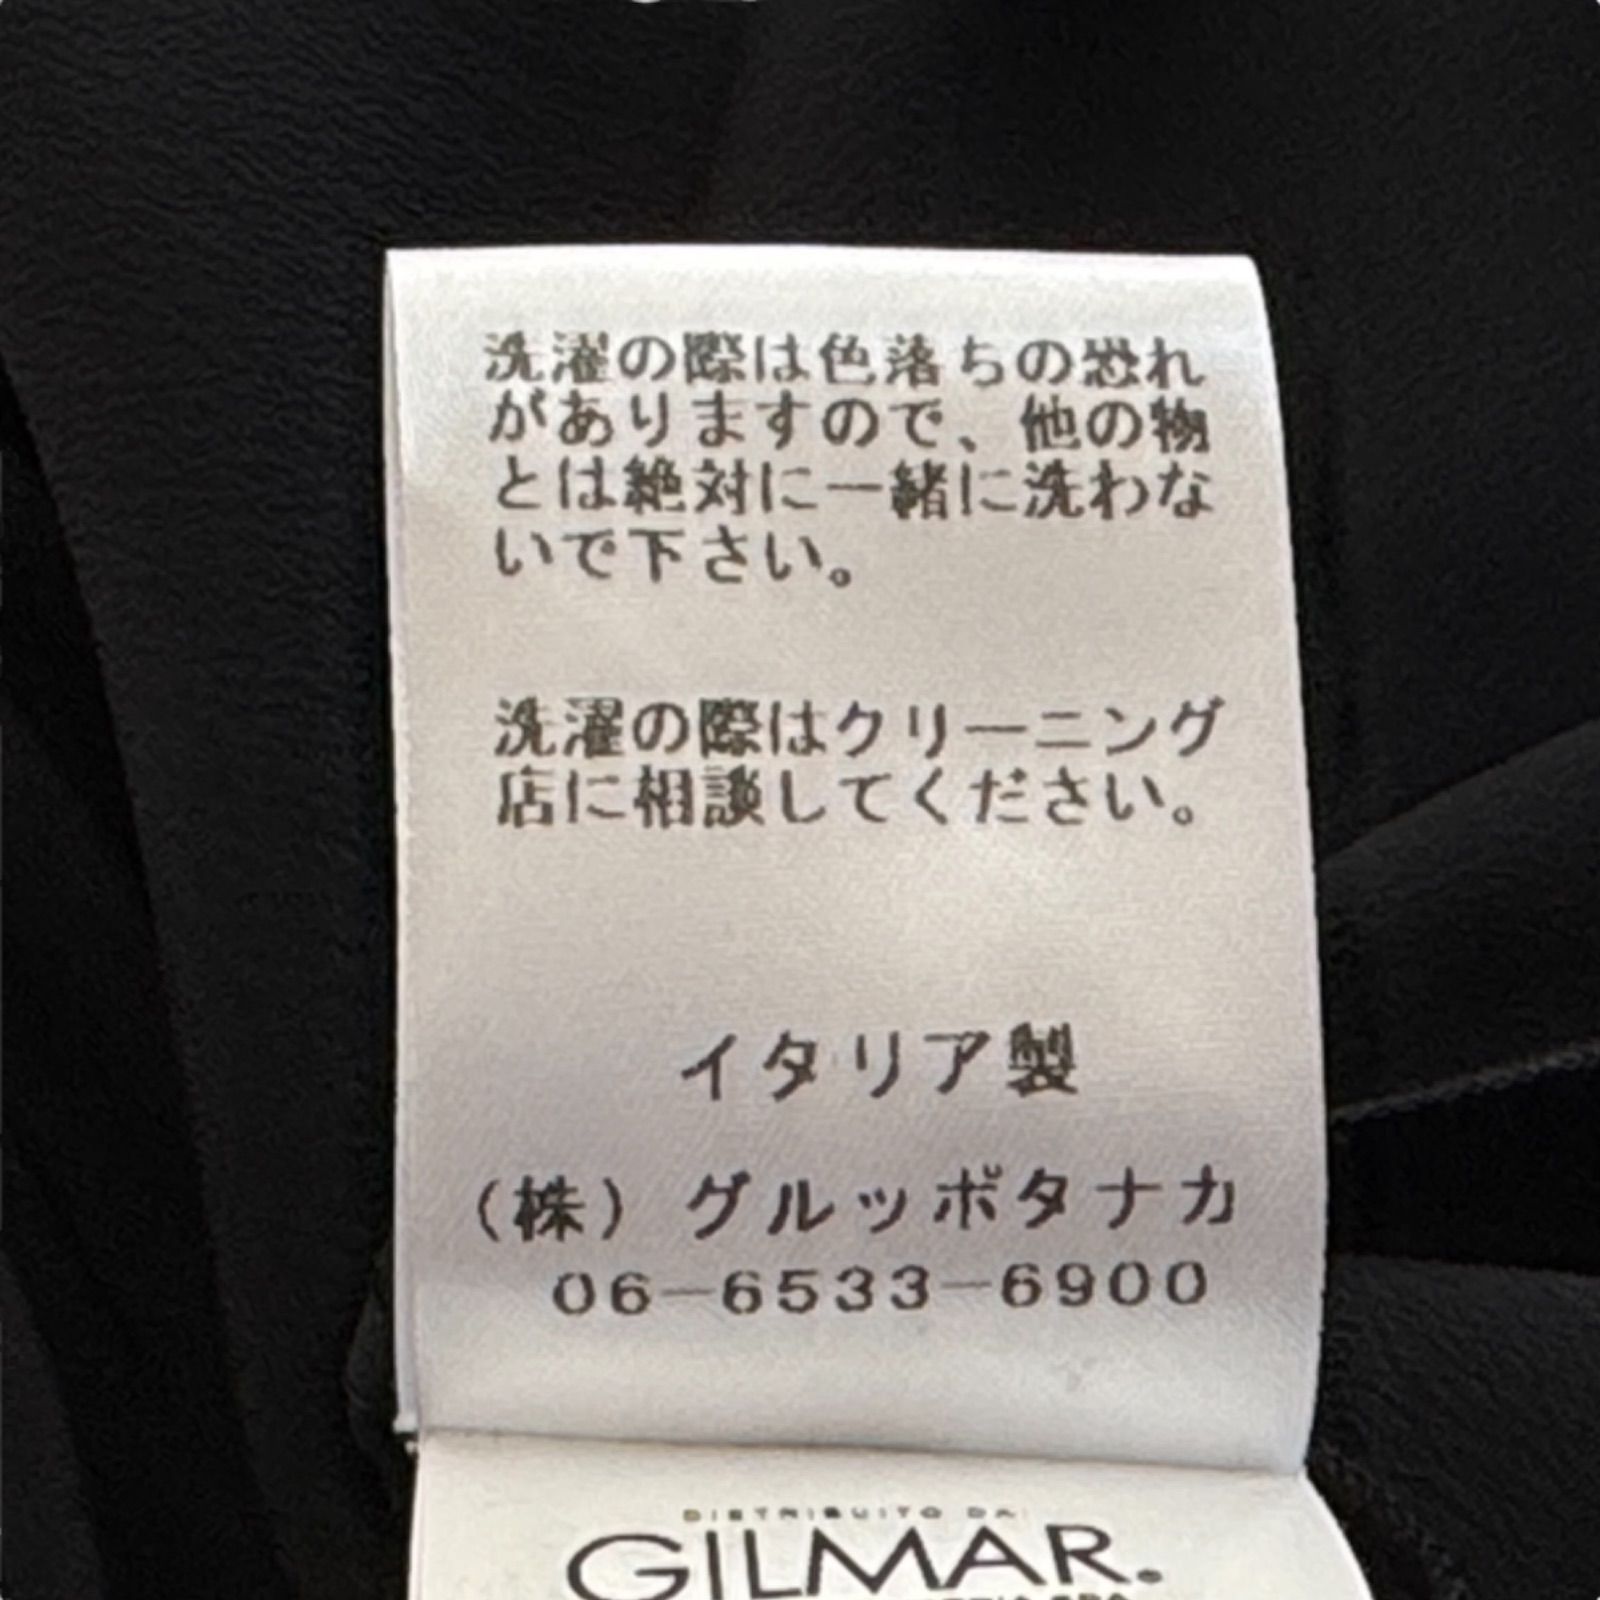 洗濯の際は色落ちの恐れ
がありますので、他の物
とは絶対に一緒に洗わな
いで下さい。
洗濯の際はクリーニング
店に相談してください。
イタリア製
(株)グルッポタナカ
06-6533-6900
DISTRIBUITO DA:
GILMAR.